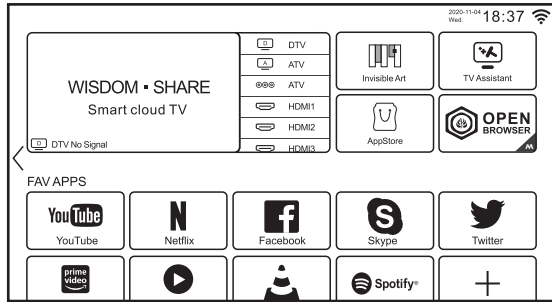 2020-11-04
Wed.
18:37
WISDOM ▪ SHARE
Smart cloud TV
D DTV No Signal
D DTV
A ATV
ATV
HDMI1
HDMI2
HDMI3
Invisible Art
TV Assistant
AppStore
OPEN
BROWSER
FAV APPS
YouTube
YouTube
N
Netflix
f
Facebook
S
Skype
Twitter
prime
video
Spotify®